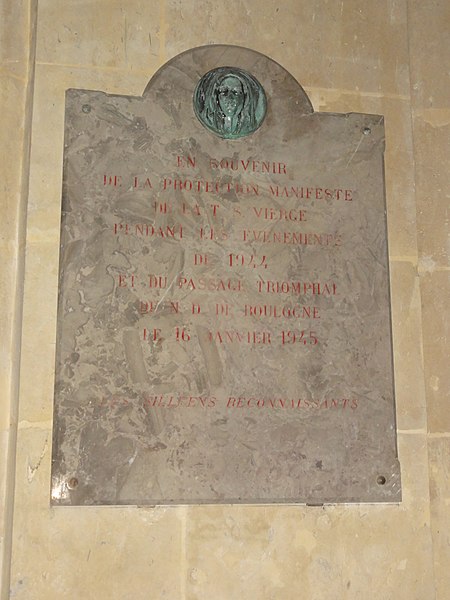 EN SOUVENIR
DE LA PROTECTION MANIFESTE
DE LA T. S. VIERGE
PENDANT LES EVENEMENTS
DE 1944
ET DU PASSAGE TRIOMPHAL
DE N. D. DE BOULOGNE
LE 16 JANVIER 1945
RECONNAISSANTS